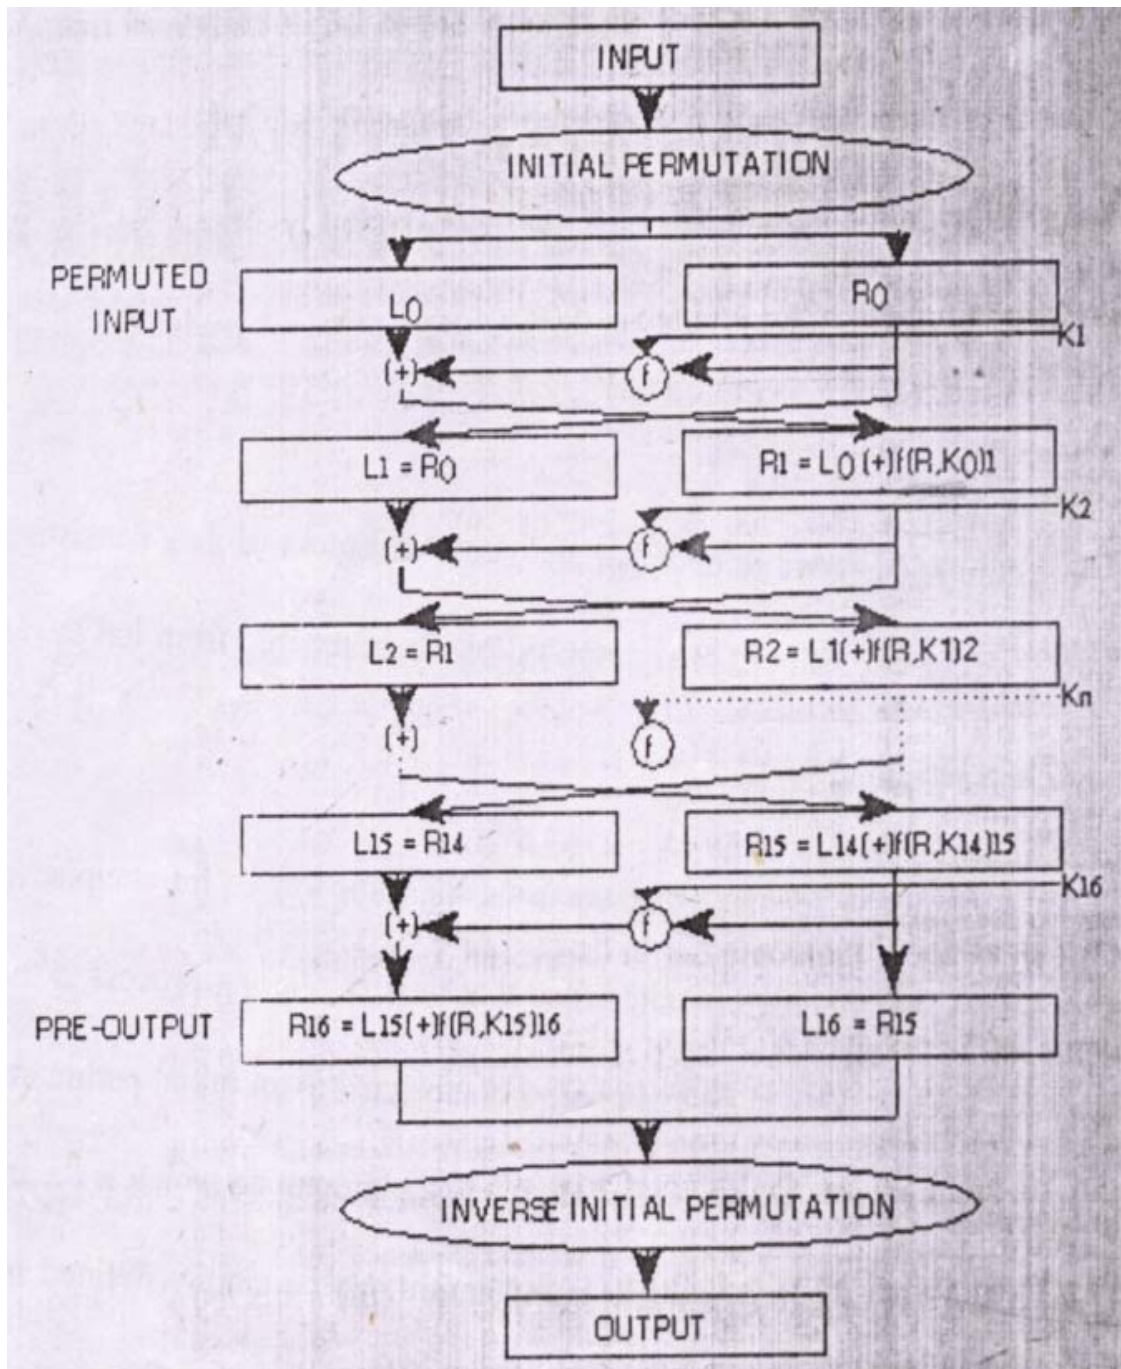 INPUT
INITIAL PERMUTATION
PERMUTED
INPUT
L0
R0
K1
(+)
f
L1 = R0
R1 = L0 (+)f(R,K0)1
K2
(+)
f
L2 = R1
R2 = L1(+)f(R,K1)2
Kn
(+)
f
L15 = R14
R15 = L14(+)f(R,K14)15
K16
(+)
f
PRE-OUTPUT
R16 = L15(+)f(R,K15)16
L16 = R15
INVERSE INITIAL PERMUTATION
OUTPUT